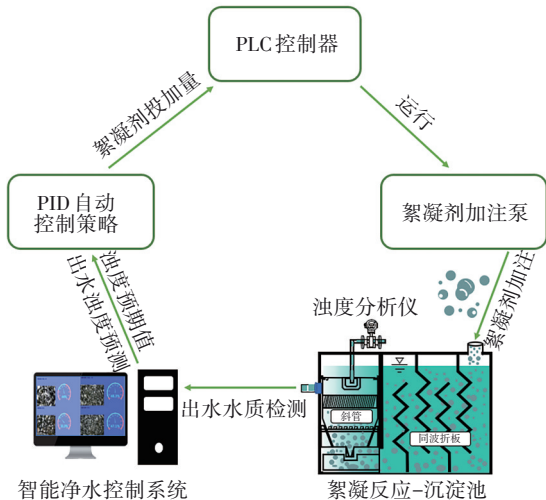 PLC控制器
絮凝剂投加量
运行
PID自动
控制策略
絮凝剂加注泵
浊度预期值
出水浊度预测
絮凝剂加注
浊度分析仪
出水水质检测
斜管
同波折板
智能净水控制系统
絮凝反应-沉淀池